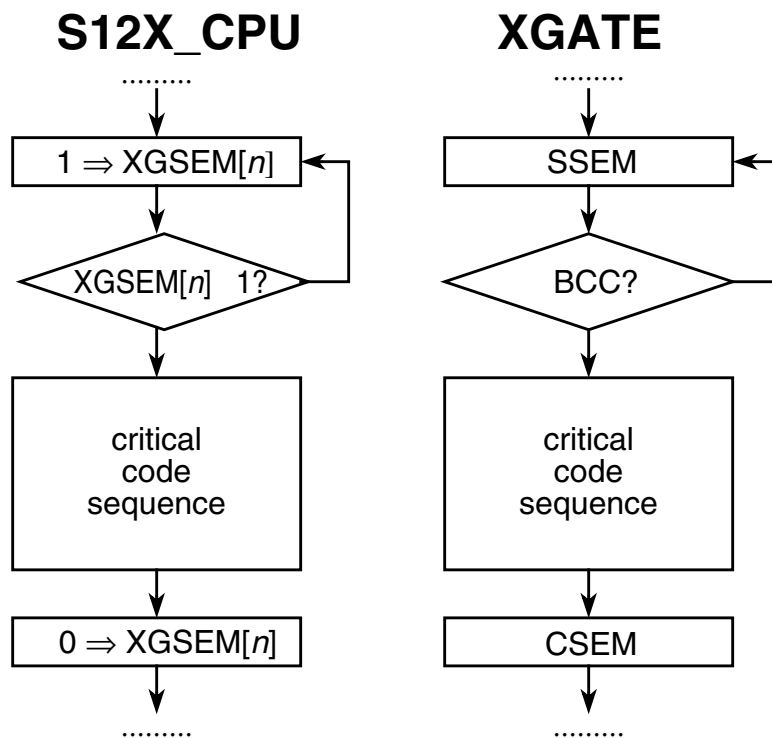 S12X_CPU
.........
1 ⇒ XGSEM[n]
XGSEM[n] 1?
critical
code
sequence
0 ⇒ XGSEM[n]
.........
XGATE
.........
SSEM
BCC?
critical
code
sequence
CSEM
.........